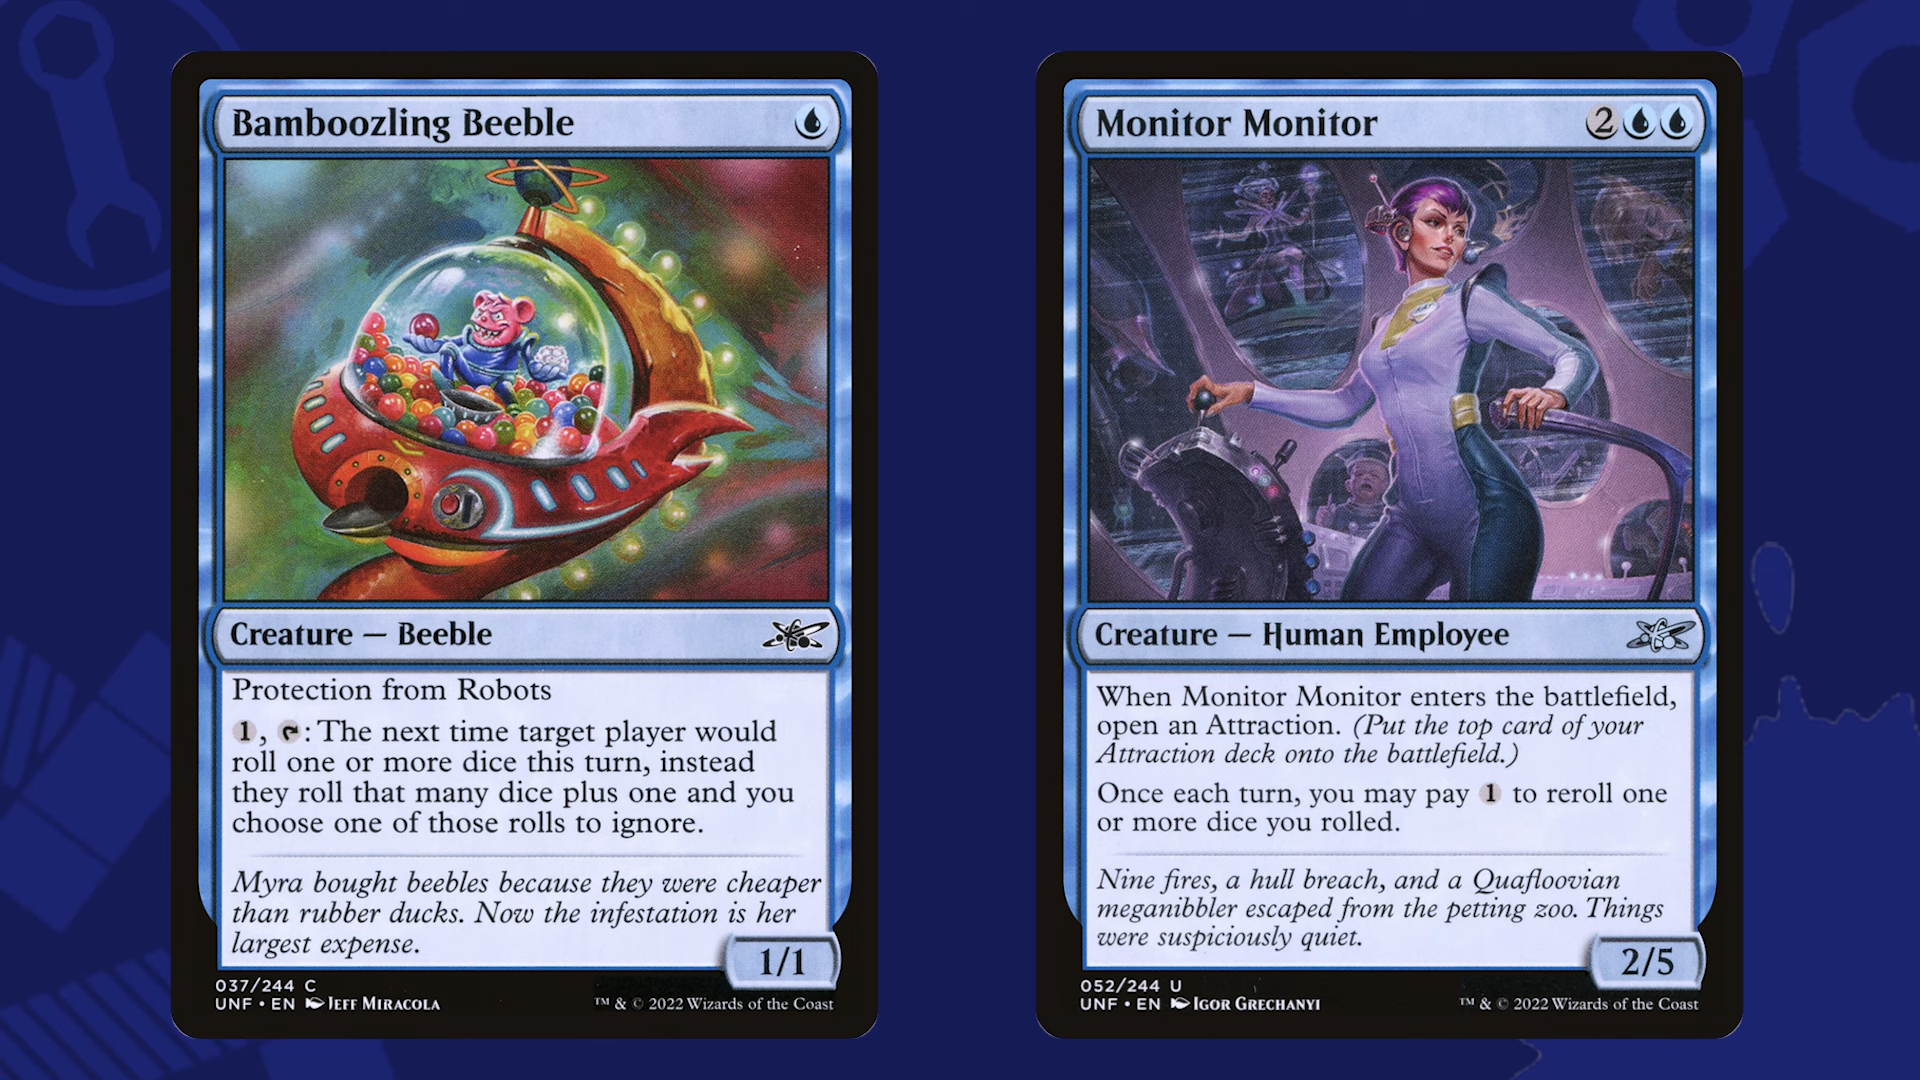 Bamboozling Beeble
Creature — Beeble
Protection from Robots
1, : The next time target player would
roll one or more dice this turn, instead
they roll that many dice plus one and you
choose one of those rolls to ignore.
Myra bought beebles because they were cheaper
than rubber ducks. Now the infestation is her
largest expense.
1/1
037/244 C
UNF • EN Jeff Miracola
™ & © 2022 Wizards of the Coast
Monitor Monitor
2
Creature — Human Employee
When Monitor Monitor enters the battlefield,
open an Attraction. (Put the top card of your
Attraction deck onto the battlefield.)
Once each turn, you may pay 1 to reroll one
or more dice you rolled.
Nine fires, a hull breach, and a Quafloovian
meganibbler escaped from the petting zoo. Things
were suspiciously quiet.
2/5
052/244 U
UNF • EN Igor Grechanyi
™ & © 2022 Wizards of the Coast